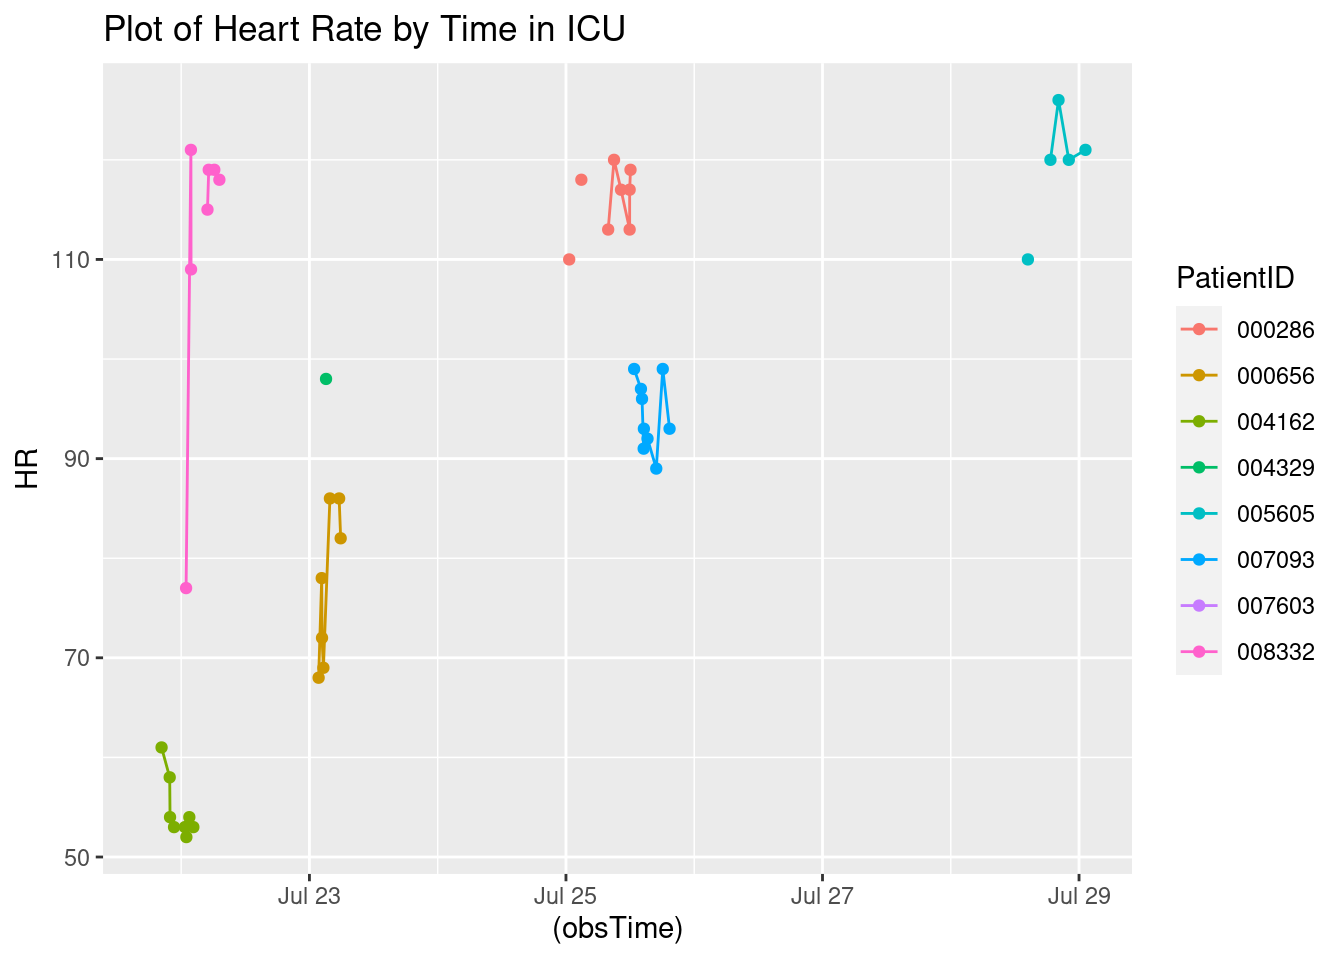 Plot of Heart Rate by Time in ICU
HR
110
90
70
50
Jul 23
Jul 25
Jul 27
Jul 29
(obsTime)
PatientID
000286
000656
004162
004329
005605
007093
007603
008332